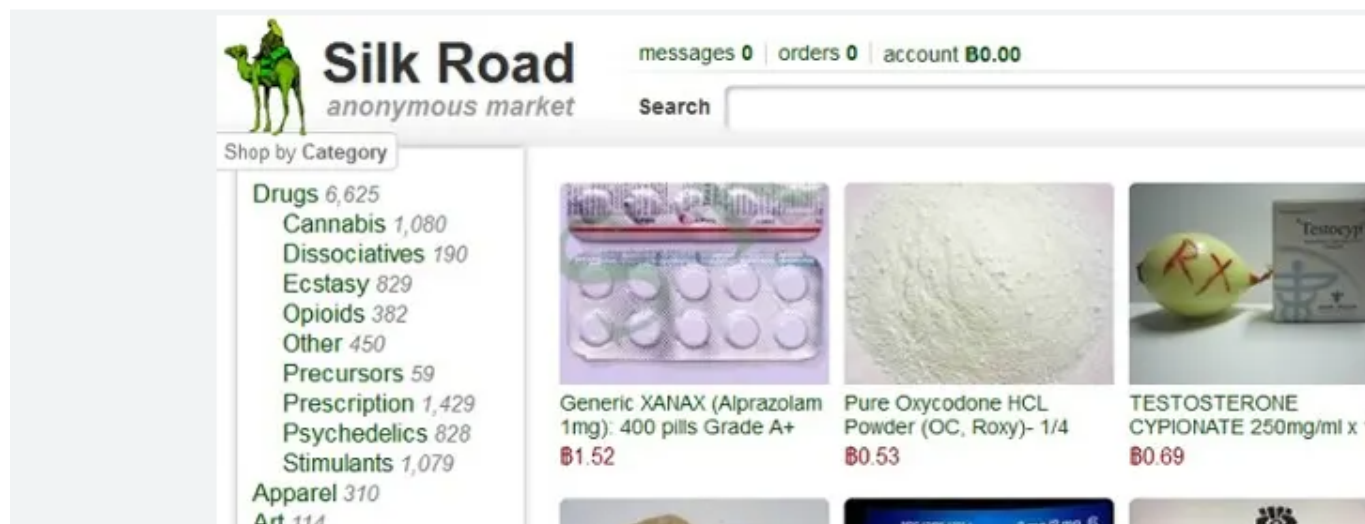 Silk Road
anonymous market
messages 0 orders 0 account ฿0.00
Search
Shop by Category
Drugs 6,625
Cannabis 1,080
Dissociatives 190
Ecstasy 829
Opioids 382
Other 450
Precursors 59
Prescription 1,429
Psychedelics 828
Stimulants 1,079
Apparel 310
Art 114
RX
Generic XANAX (Alprazolam
1mg): 400 pills Grade A+
฿1.52
Pure Oxycodone HCL
Powder (OC, Roxy)- 1/4
฿0.53
TESTOSTERONE
CYPIONATE 250mg/ml x
฿0.69